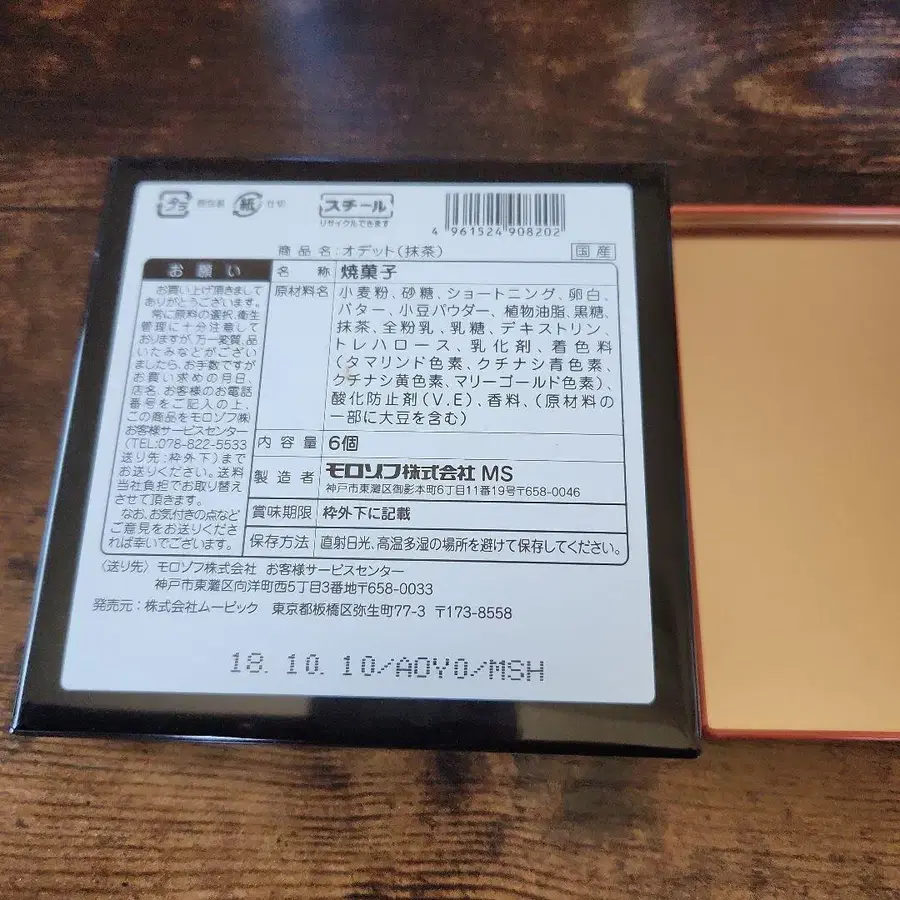 プラ 個包装 紙 仕切
スチール
リサイクルできます
4 961524 908202
商品名:オデット(抹茶)
国産
お願い
お買い上げ頂きまして
ありがとうございます。
常に原料の選択、衛生
管理に十分注意して
おりますが、万一変質、品
いたみなどがござい
ましたら、お手数ですが
お買い求めの月日、
店名、お客様のお電話
番号をご記入の上、
この商品をモロゾフ㈱
お客様サービスセンター
(TEL:078-822-5533
送り先:枠外下)まで
お送りください。送料
当社負担でお取り替え
させて頂きます。
なお、お気付きの点など
ご意見をお送りくださ
れば幸いでございます。
名称 焼菓子
原材料名 小麦粉、砂糖、ショートニング、卵白、
バター、小豆パウダー、植物油脂、黒糖、
抹茶、全粉乳、乳糖、デキストリン、
トレハロース、乳化剤、着色料
(タマリンド色素、クチナシ青色素、
クチナシ黄色素、マリーゴールド色素)、
酸化防止剤(V.E)、香料、(原材料の
一部に大豆を含む)
内容量 6個
製造者 モロゾフ株式会社 MS
神戸市東灘区御影本町6丁目11番19号〒658-0046
賞味期限 枠外下に記載
保存方法 直射日光、高温多湿の場所を避けて保存してください。
〈送り先〉モロゾフ株式会社 お客様サービスセンター
神戸市東灘区向洋町西5丁目3番地〒658-0033
発売元:株式会社ムービック 東京都板橋区弥生町77-3 〒173-8558
18.10.10/AOYO/MSH